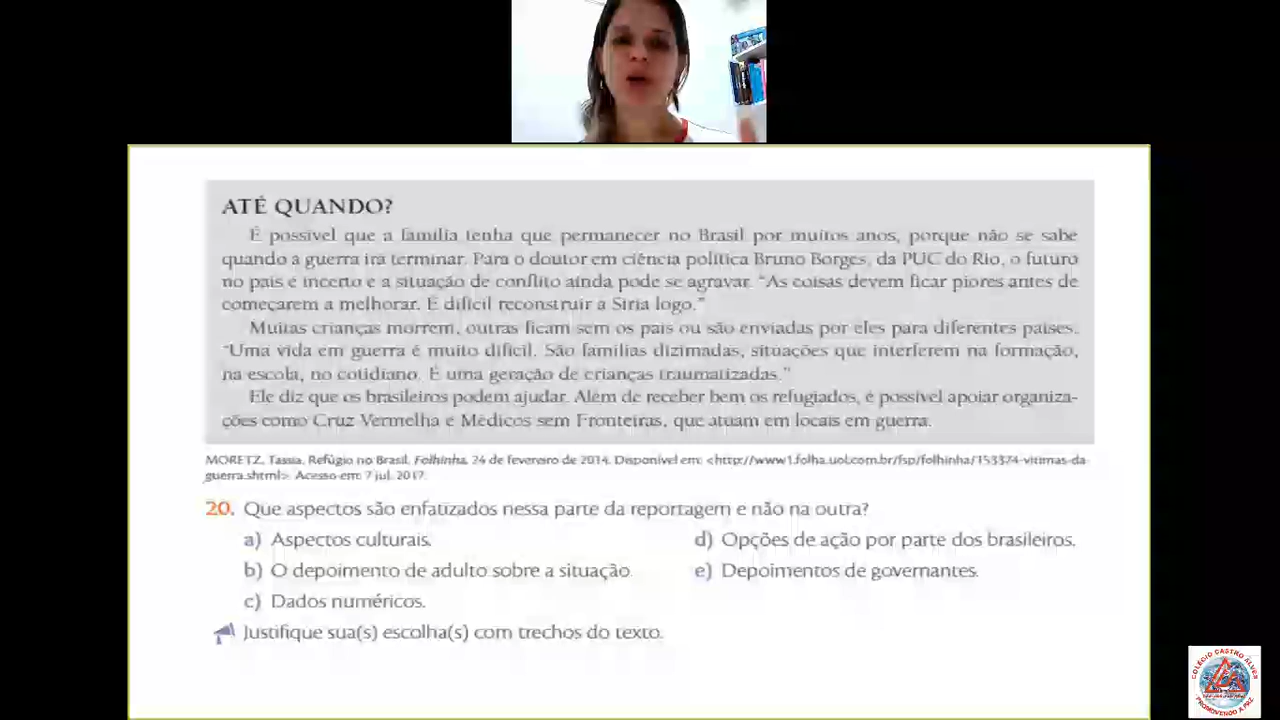 ATÉ QUANDO?
É possível que a família tenha que permanecer no Brasil por muitos anos, porque não se sabe
quando a guerra irá terminar. Para o doutor em ciência política Bruno Borges, da PUC do Rio, o futuro
no país é incerto e a situação de conflito ainda pode se agravar. “As coisas devem ficar piores antes de
começarem a melhorar. É difícil reconstruir a Síria logo.”
Muitas crianças morrem, outras ficam sem os pais ou são enviadas por eles para diferentes países.
“Uma vida em guerra é muito difícil. São famílias dizimadas, situações que interferem na formação,
na escola, no cotidiano. É uma geração de crianças traumatizadas.”
Ele diz que os brasileiros podem ajudar. Além de receber bem os refugiados, é possível apoiar organiza-
ções como Cruz Vermelha e Médicos sem Fronteiras, que atuam em locais em guerra.
MORETZ, Tassia. Refúgio no Brasil. Folhinha, 24 de fevereiro de 2014. Disponível em: <http://www1.folha.uol.com.br/fsp/folhinha/153374-vitimas-da-
guerra.shtml>. Acesso em: 7 jul. 2017.
20. Que aspectos são enfatizados nessa parte da reportagem e não na outra?
a) Aspectos culturais.
b) O depoimento de adulto sobre a situação.
c) Dados numéricos.
d) Opções de ação por parte dos brasileiros.
e) Depoimentos de governantes.
Justifique sua(s) escolha(s) com trechos do texto.
COLÉGIO CASTRO ALVES
PROMOVENDO A PAZ